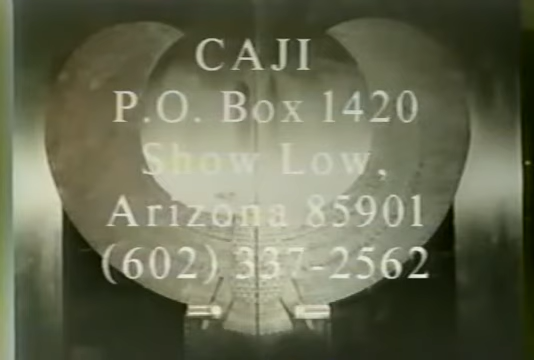 CAJI
P.O. Box 1420
Show Low,
Arizona 85901
(602) 337-2562